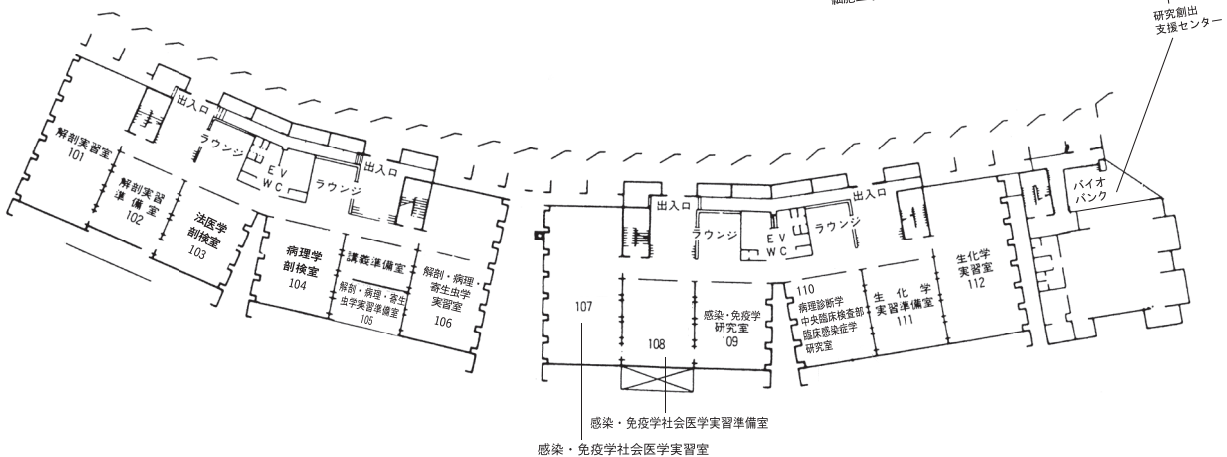 研究創出
支援センター
出入口
ラウンジ
EV
WC
ラウンジ
出入口
解剖実習室
101
解剖実習
準備室
102
法医学
剖検室
103
病理学
剖検室
104
講義準備室
解剖・病理・寄生
虫学実習準備室
105
解剖・病理・
寄生虫学
実習室
106
出入口
ラウンジ
EV
WC
ラウンジ
出入口
107
108
感染・免疫学
研究室
09
110
病理診断学
中央臨床検査部
臨床感染症学
研究室
生化学
実習準備室
111
生化学
実習室
112
バイオ
バンク
感染・免疫学社会医学実習準備室
感染・免疫学社会医学実習室